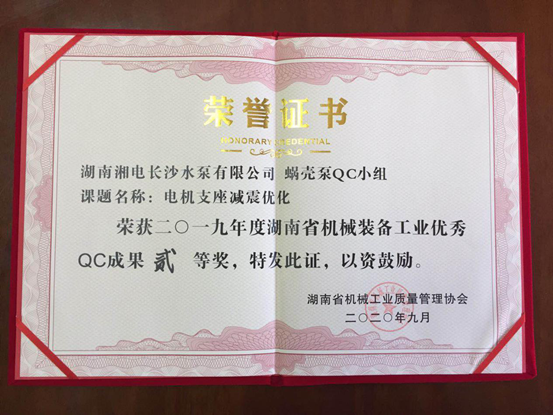 荣誉证书
HONORARY CREDENTIAL
湖南湘电长沙水泵有限公司 蜗壳泵QC小组
课题名称：电机支座减震优化
荣获二〇一九年度湖南省机械装备工业优秀
QC成果 贰 等奖，特发此证，以资鼓励。
湖南省机械工业质量管理协会
二〇二〇年九月